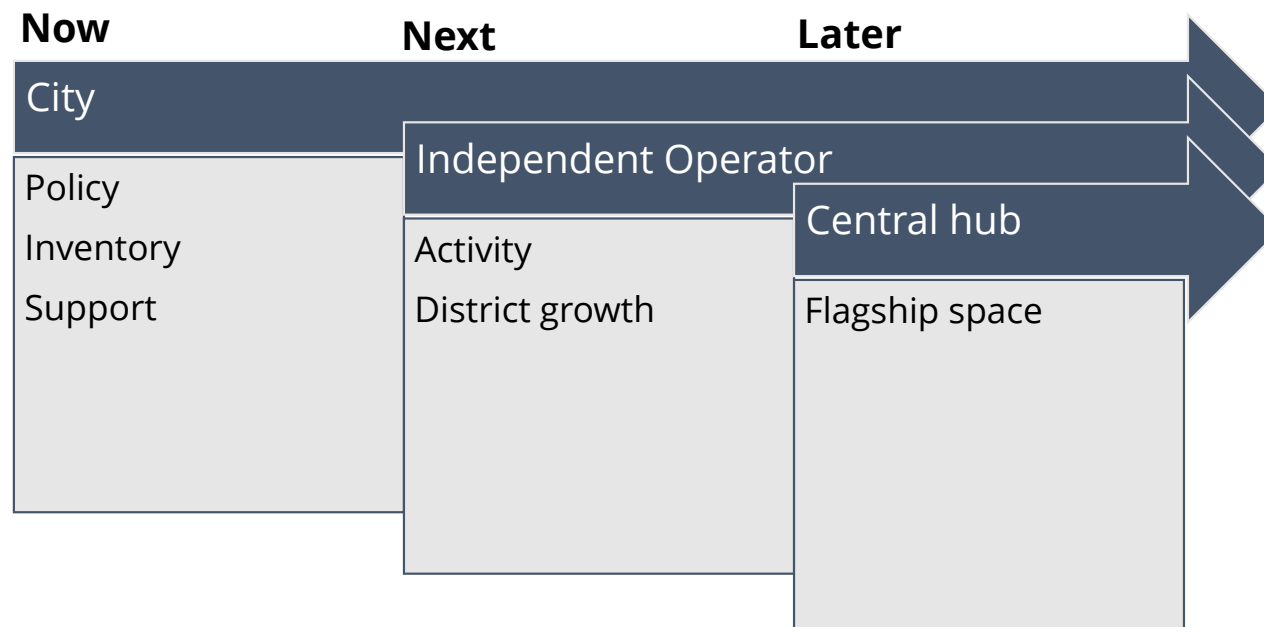 Now
Next
Later
City
Independent Operator
Central hub
Policy
Inventory
Support
Activity
District growth
Flagship space